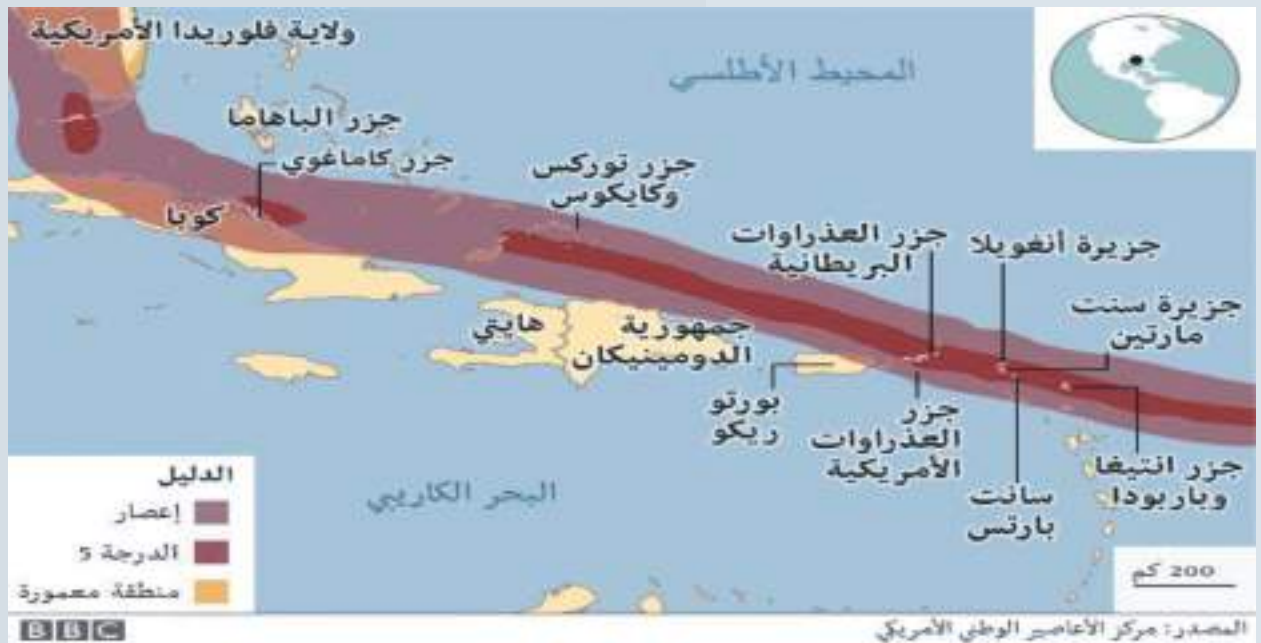 ولاية فلوريدا الأمريكية
المحيط الأطلسي
جزر الباهاما
جزر كاماغوي
كوبا
جزر توركس
وكايكوس
جزر العذراوات
البريطانية
جزيرة أنغويلا
جزيرة سنت
مارتين
هايتي
جمهورية
الدومينيكان
بورتو
ريكو
جزر
العذراوات
الأمريكية
سانت
بارتس
جزر انتيغا
وباربودا
البحر الكاريبي
الدليل
إعصار
الدرجة 5
منطقة معمورة
200 كم
BBC
المصدر: مركز الأعاصير الوطني الأمريكي